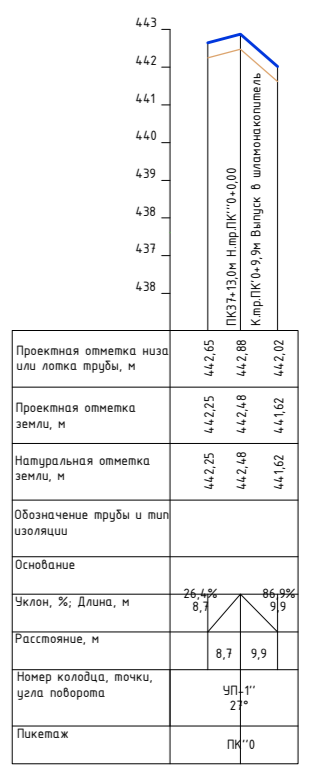 443
442
441
440
439
438
437
438
ПК37+13,0м Н.тр.ПК'''0+0,00
К.тр.ПК'0+9,9м Выпуск в шламонакопитель
Проектная отметка низа
или лотка трубы, м
442,65
442,88
442,02
Проектная отметка
земли, м
442,25
442,48
441,62
Натуральная отметка
земли, м
442,25
442,48
441,62
Обозначение трубы и тип
изоляции
Основание
Уклон, %; Длина, м
26,4%
8,7
86,9%
9,9
Расстояние, м
8,7
9,9
Номер колодца, точки,
угла поворота
УП-1''
27°
Пикетаж
ПК''0